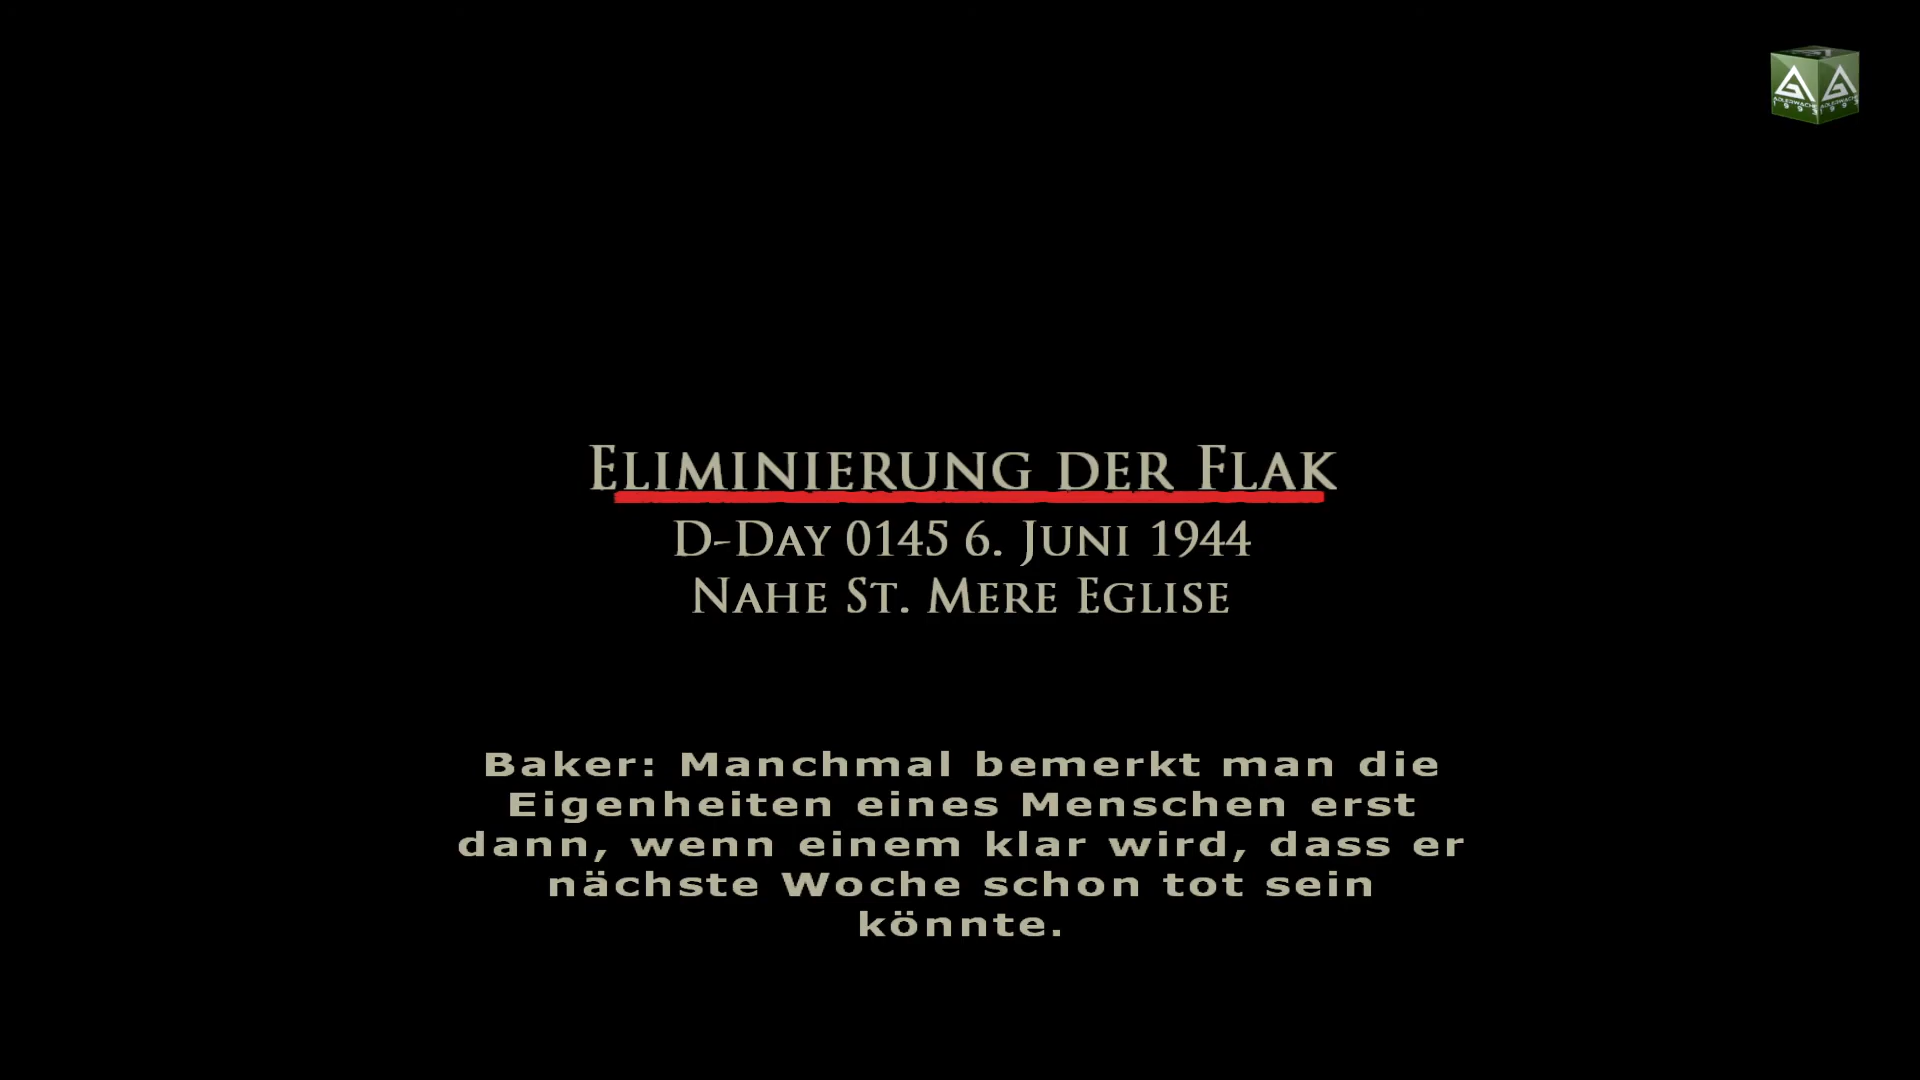 Eliminierung der Flak
D-Day 0145 6. Juni 1944
Nahe St. Mere Eglise
Baker: Manchmal bemerkt man die
Eigenheiten eines Menschen erst
dann, wenn einem klar wird, dass er
nächste Woche schon tot sein
könnte.